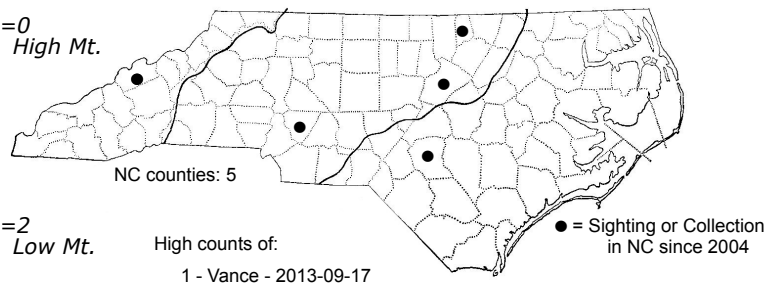 =0
High Mt.
NC counties: 5
=2
Low Mt.
High counts of:
1 - Vance - 2013-09-17
● = Sighting or Collection
in NC since 2004